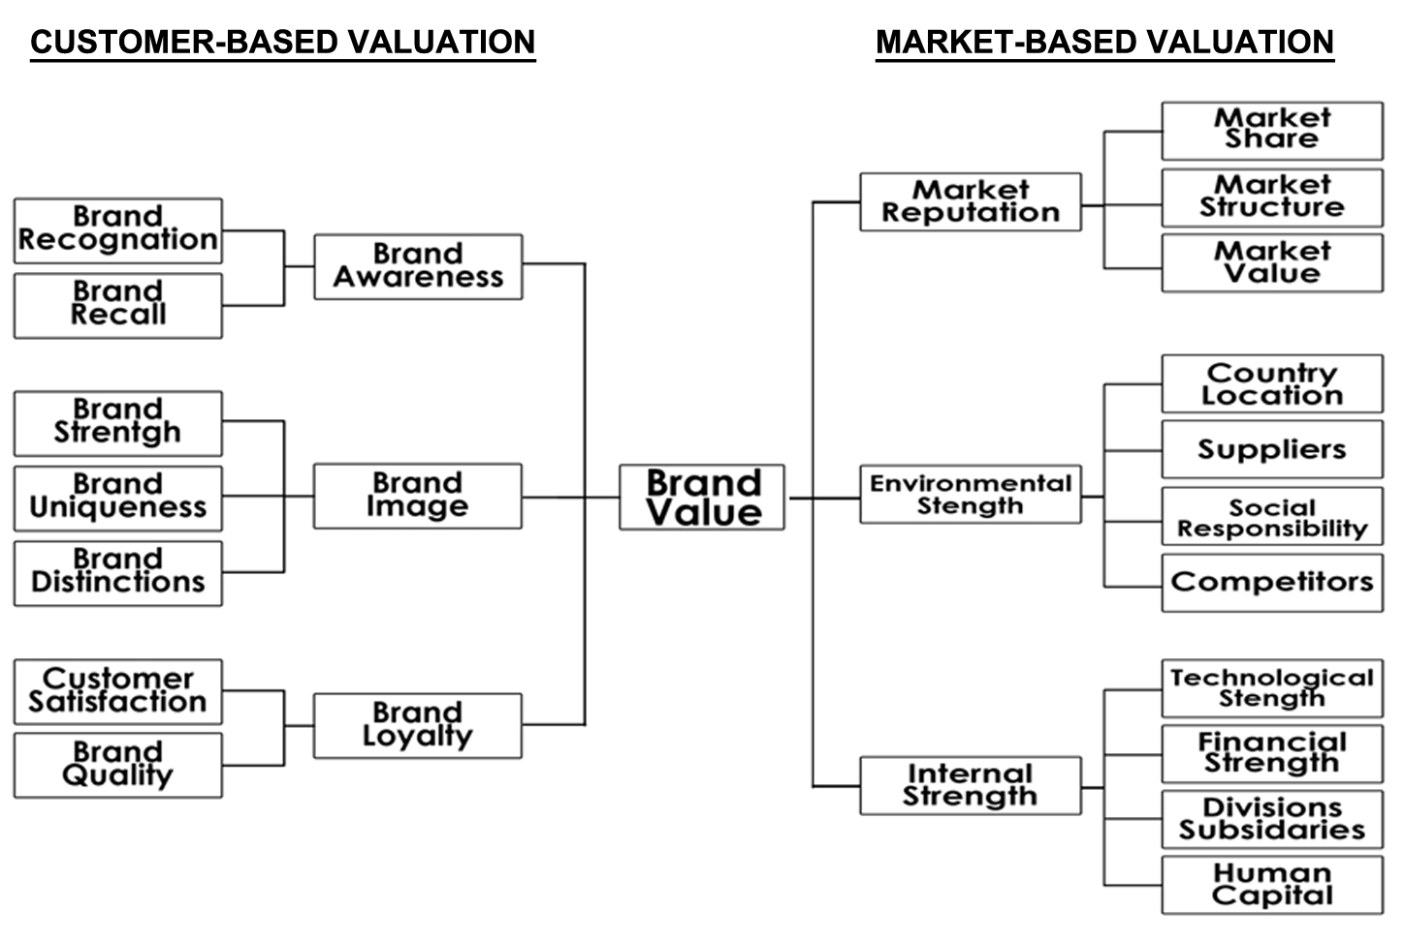 CUSTOMER-BASED VALUATION
MARKET-BASED VALUATION
Brand
Recognation
Brand
Recall
Brand
Awareness
Brand
Strentgh
Brand
Uniqueness
Brand
Distinctions
Brand
Image
Customer
Satisfaction
Brand
Quality
Brand
Loyalty
Brand
Value
Market
Reputation
Market
Share
Market
Structure
Market
Value
Environmental
Stength
Country
Location
Suppliers
Social
Responsibility
Competitors
Internal
Strength
Technological
Stength
Financial
Strength
Divisions
Subsidaries
Human
Capital